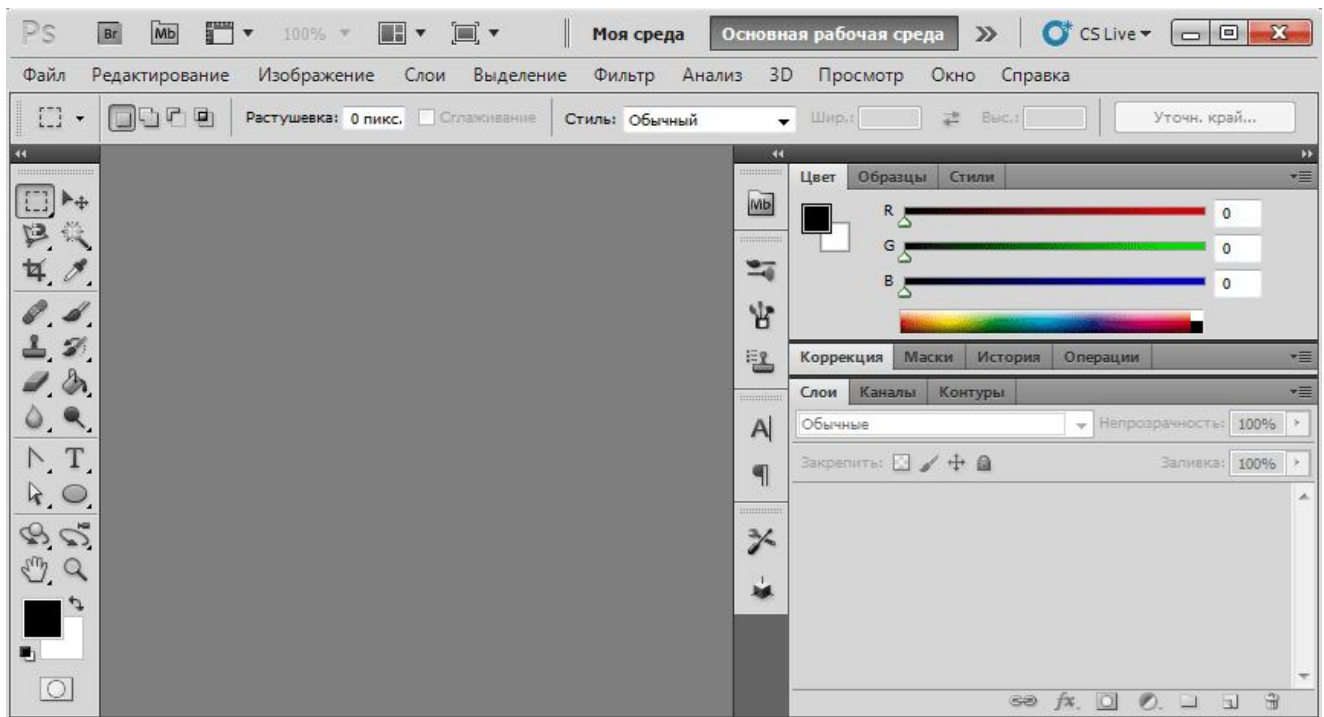 Ps Br Mb 100% Моя среда Основная рабочая среда CS Live
Файл Редактирование Изображение Слои Выделение Фильтр Анализ 3D Просмотр Окно Справка
Растушевка: 0 пикс. Сглаживание Стиль: Обычный Шир.: Выс.: Уточн. край...
Цвет Образцы Стили
Mb
R 0
G 0
B 0
Коррекция Маски История Операции
Слои Каналы Контуры
Обычные Непрозрачность: 100%
A
Закрепить: Заливка: 100%
T
fx.